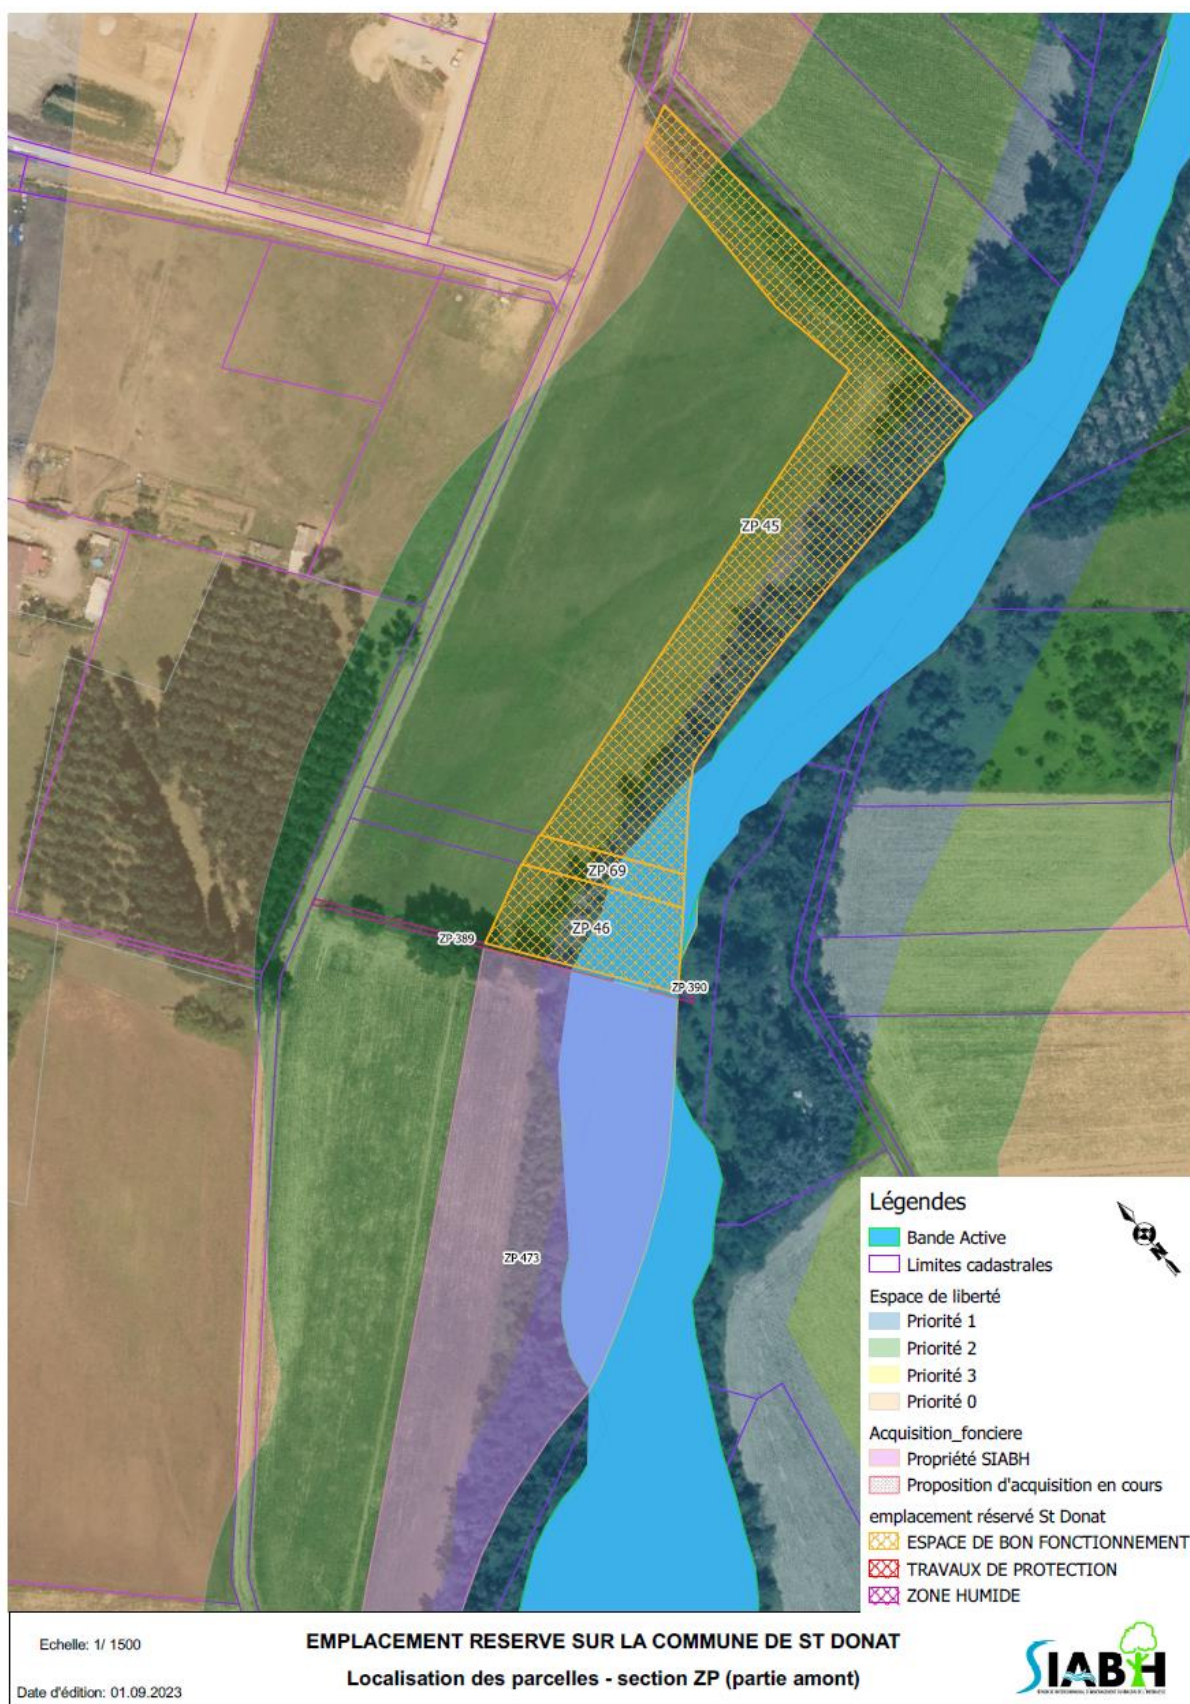 ZP 45
ZP 69
ZP 46
ZP 389
ZP 390
ZP 473
Légendes
Bande Active
Limites cadastrales
Espace de liberté
Priorité 1
Priorité 2
Priorité 3
Priorité 0
Acquisition_fonciere
Propriété SIABH
Proposition d'acquisition en cours
emplacement réservé St Donat
ESPACE DE BON FONCTIONNEMENT
TRAVAUX DE PROTECTION
ZONE HUMIDE
N
Echelle: 1/ 1500
EMPLACEMENT RESERVE SUR LA COMMUNE DE ST DONAT
Localisation des parcelles - section ZP (partie amont)
Date d'édition: 01.09.2023
SIABH